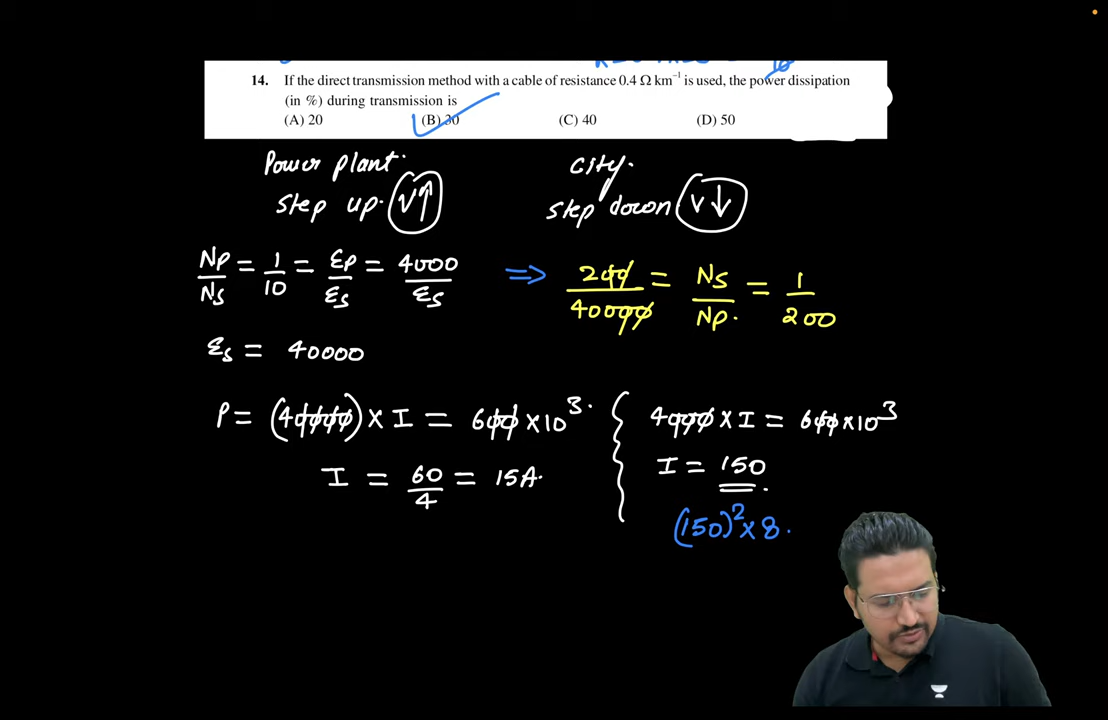 14. If the direct transmission method with a cable of resistance 0.4 Ω km⁻¹ is used, the power dissipation
(in %) during transmission is
(A) 20 (B) 30 (C) 40 (D) 50
Power plant.
City.
Step up. V↑
Step down V↓
Np/Ns = 1/10 = εp/εs = 4000/εs
⇒ 200/40000 = Ns/Np. = 1/200
εs = 40000
P = (40000) × I = 600 × 10³.
I = 60/4 = 15A.
4000 × I = 600 × 10³
I = 150.
(150)² × 8.